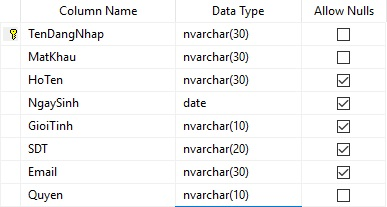 Column Name Data Type Allow Nulls
TenDangNhap nvarchar(30)
MatKhau nvarchar(30)
HoTen nvarchar(30)
NgaySinh date
GioiTinh nvarchar(10)
SDT nvarchar(20)
Email nvarchar(30)
Quyen nvarchar(10)